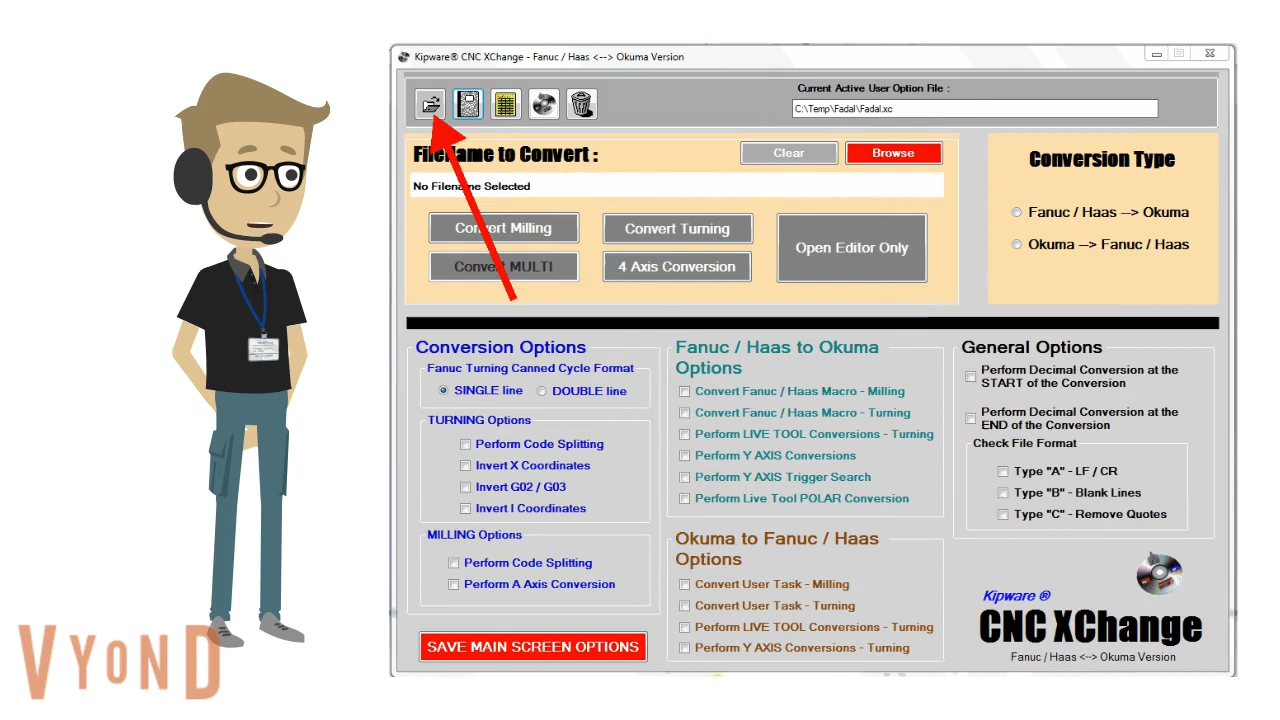 Kipware® CNC XChange - Fanuc / Haas <--> Okuma Version
Current Active User Option File :
C:\Temp\Fadal\Fadal.xc
FileName to Convert :
Clear
Browse
No Filename Selected
Convert Milling
Convert Turning
Open Editor Only
Convert MULTI
4 Axis Conversion
Conversion Type
Fanuc / Haas --> Okuma
Okuma --> Fanuc / Haas
Conversion Options
Fanuc Turning Canned Cycle Format
SINGLE line
DOUBLE line
TURNING Options
Perform Code Splitting
Invert X Coordinates
Invert G02 / G03
Invert I Coordinates
MILLING Options
Perform Code Splitting
Perform A Axis Conversion
SAVE MAIN SCREEN OPTIONS
Fanuc / Haas to Okuma
Options
Convert Fanuc / Haas Macro - Milling
Convert Fanuc / Haas Macro - Turning
Perform LIVE TOOL Conversions - Turning
Perform Y AXIS Conversions
Perform Y AXIS Trigger Search
Perform Live Tool POLAR Conversion
Okuma to Fanuc / Haas
Options
Convert User Task - Milling
Convert User Task - Turning
Perform LIVE TOOL Conversions - Turning
Perform Y AXIS Conversions - Turning
General Options
Perform Decimal Conversion at the
START of the Conversion
Perform Decimal Conversion at the
END of the Conversion
Check File Format
Type "A" - LF / CR
Type "B" - Blank Lines
Type "C" - Remove Quotes
Kipware ®
CNC XChange
Fanuc / Haas <--> Okuma Version
VYOND